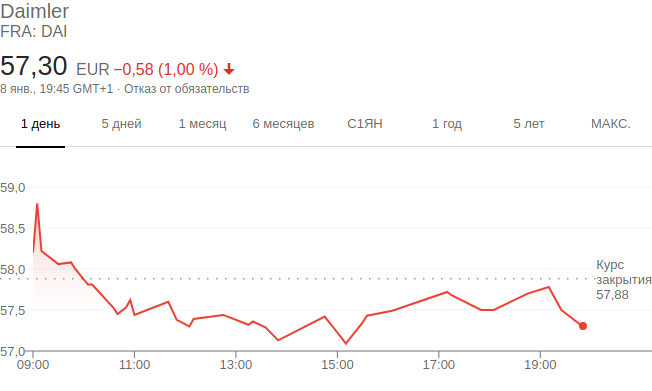 Daimler
FRA: DAI
57,30 EUR −0,58 (1,00 %)
8 янв., 19:45 GMT+1 · Отказ от обязательств
1 день 5 дней 1 месяц 6 месяцев С1ЯН 1 год 5 лет МАКС.
59,0
58,5
58,0
57,5
57,0
Курс
закрытия
57,88
09:00 11:00 13:00 15:00 17:00 19:00